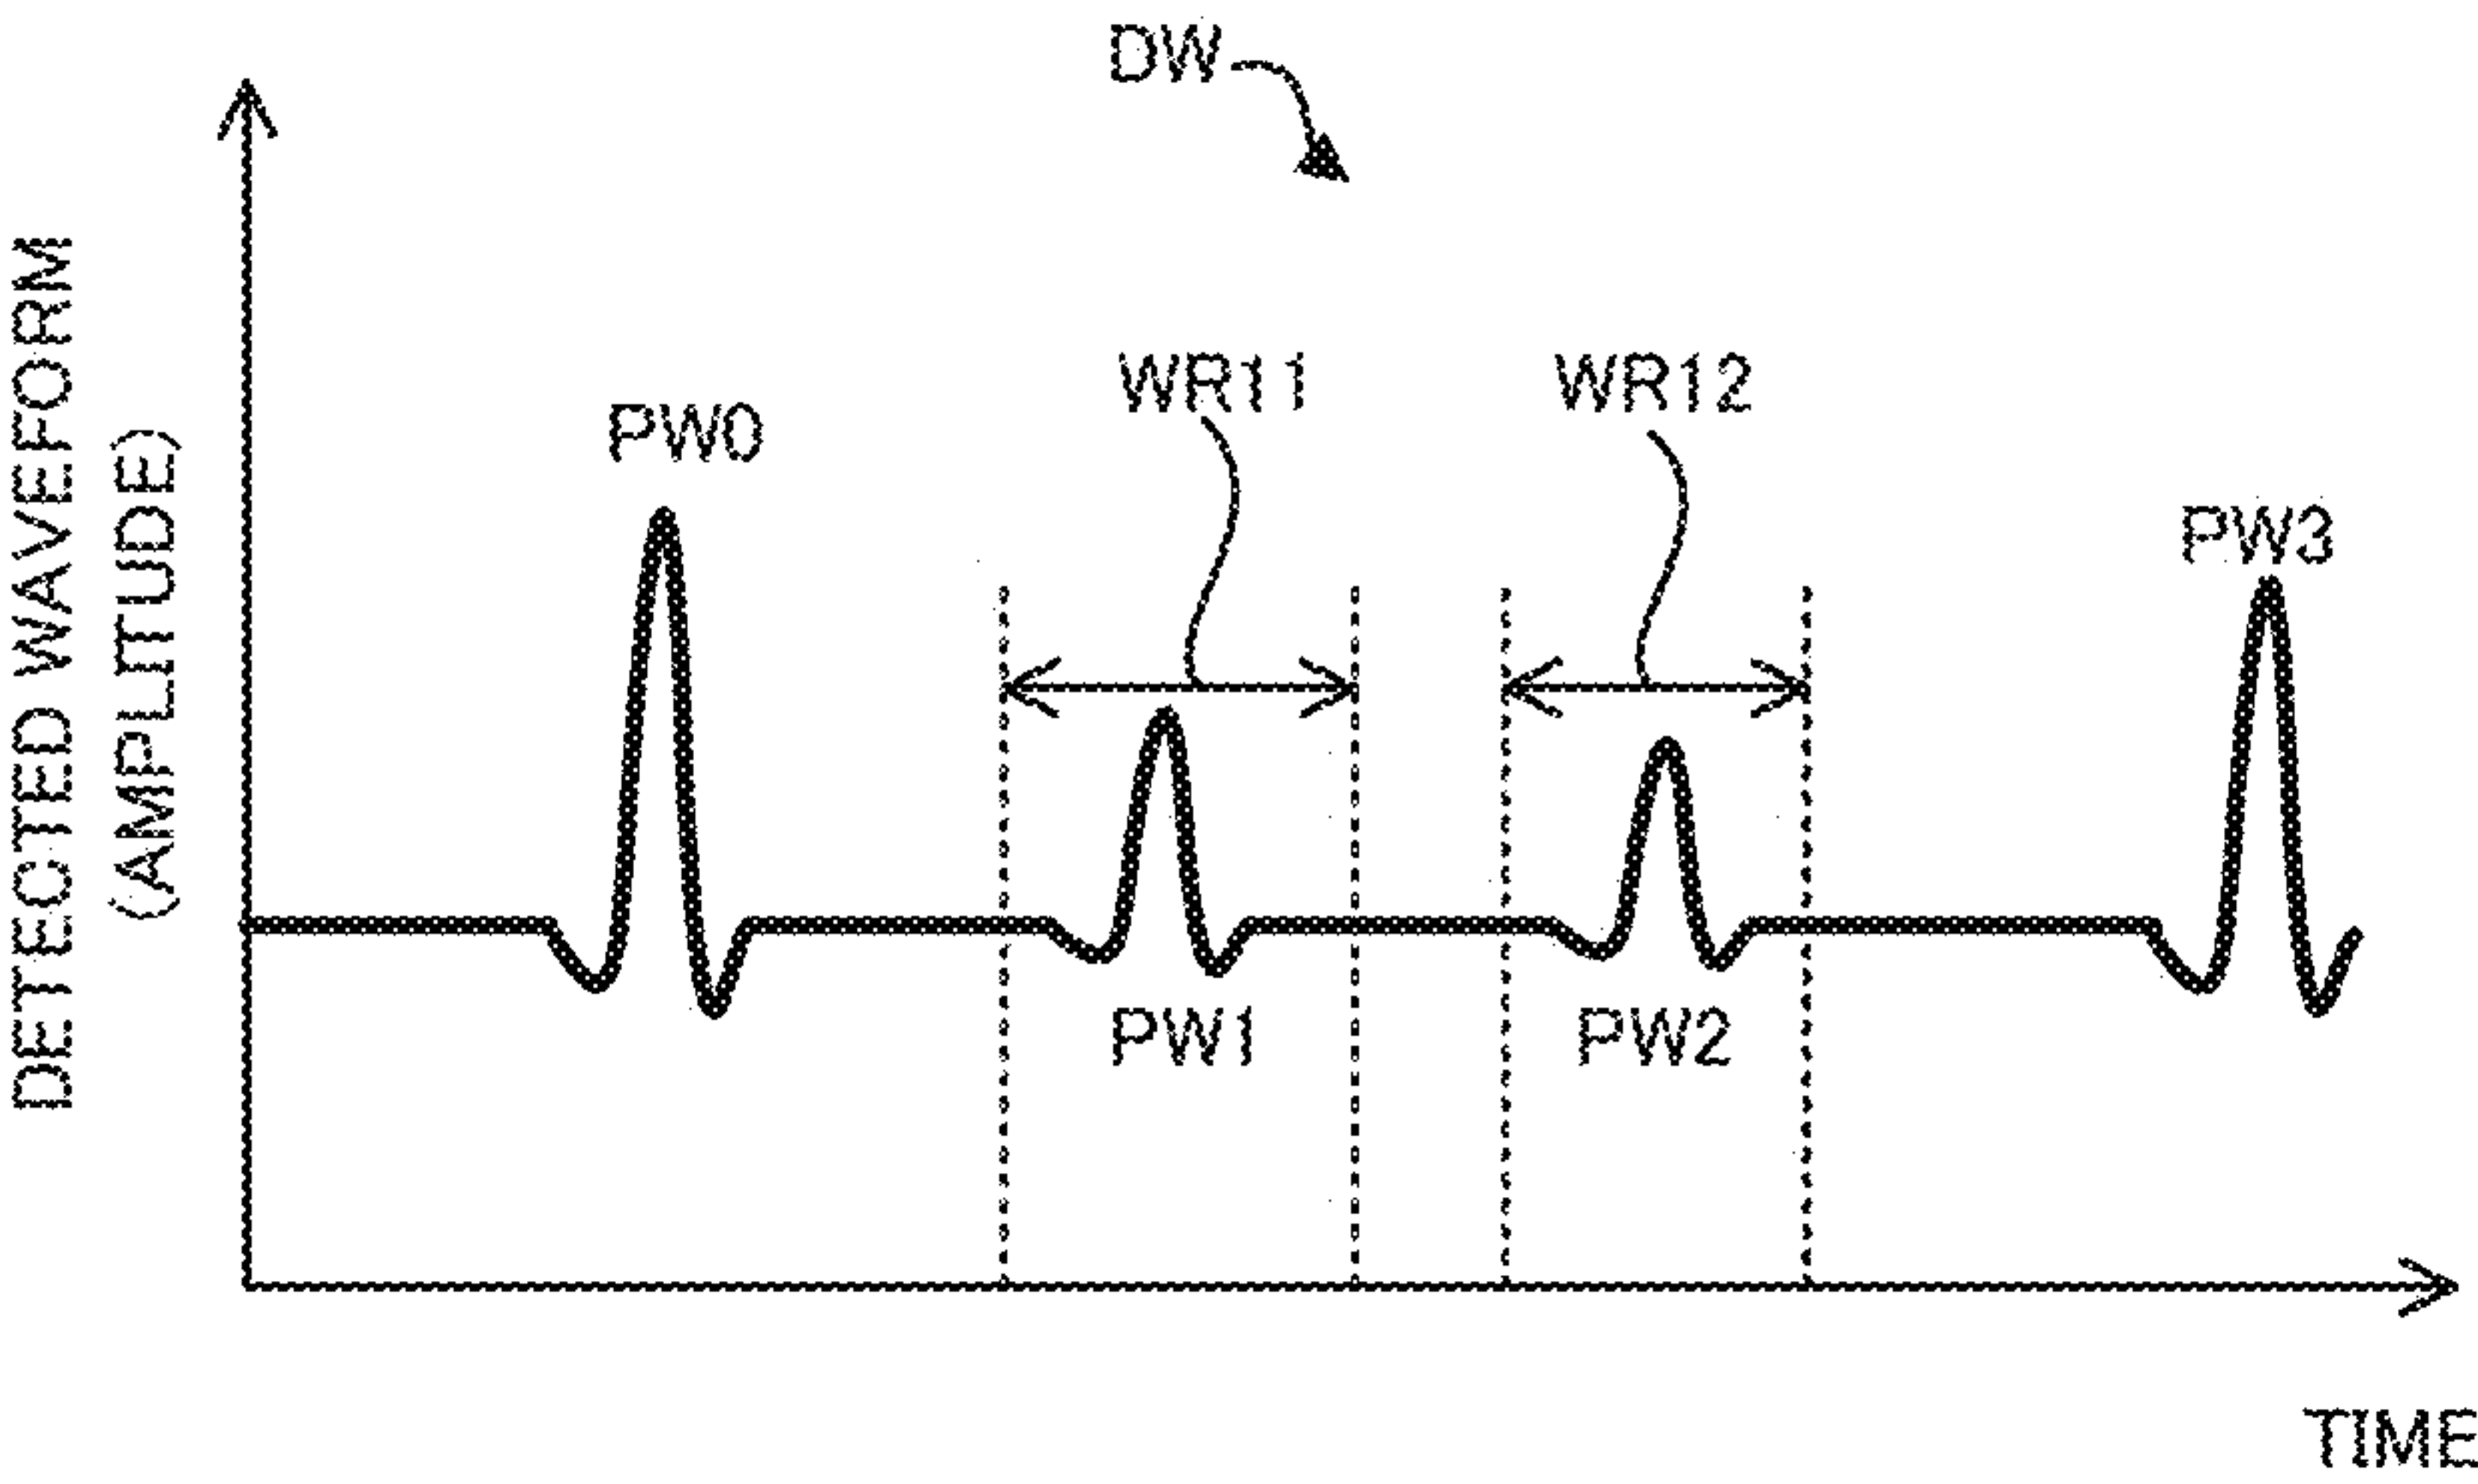 DW
DETECTED WAVEFORM
(AMPLITUDE)
WR11
WR12
PW0
PW3
PW1
PW2
TIME